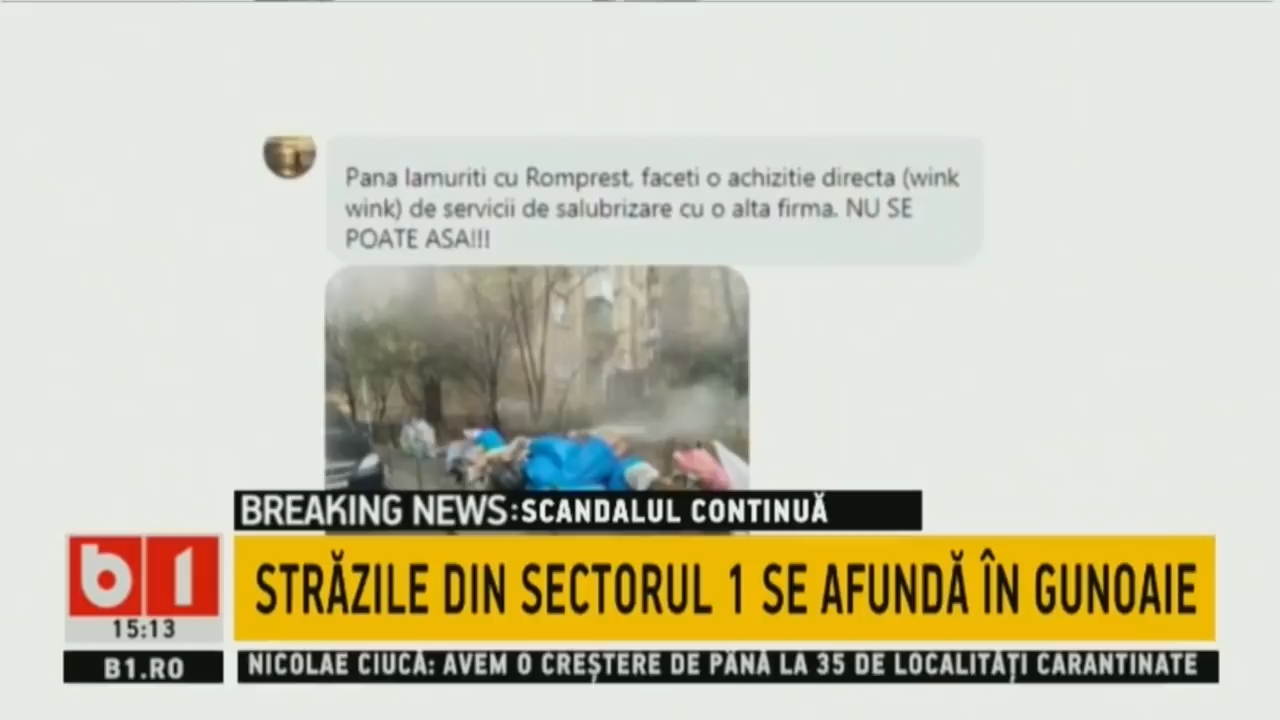 Pana lamuriti cu Romprest, faceti o achizitie directa (wink
wink) de servicii de salubrizare cu o alta firma. NU SE
POATE ASA!!!
BREAKING NEWS:SCANDALUL CONTINUĂ
b1
STRĂZILE DIN SECTORUL 1 SE AFUNDĂ ÎN GUNOAIE
15:13
B1.RO
NICOLAE CIUCĂ: AVEM O CREȘTERE DE PĂNĂ LA 35 DE LOCALITĂȚI CARANTINATE